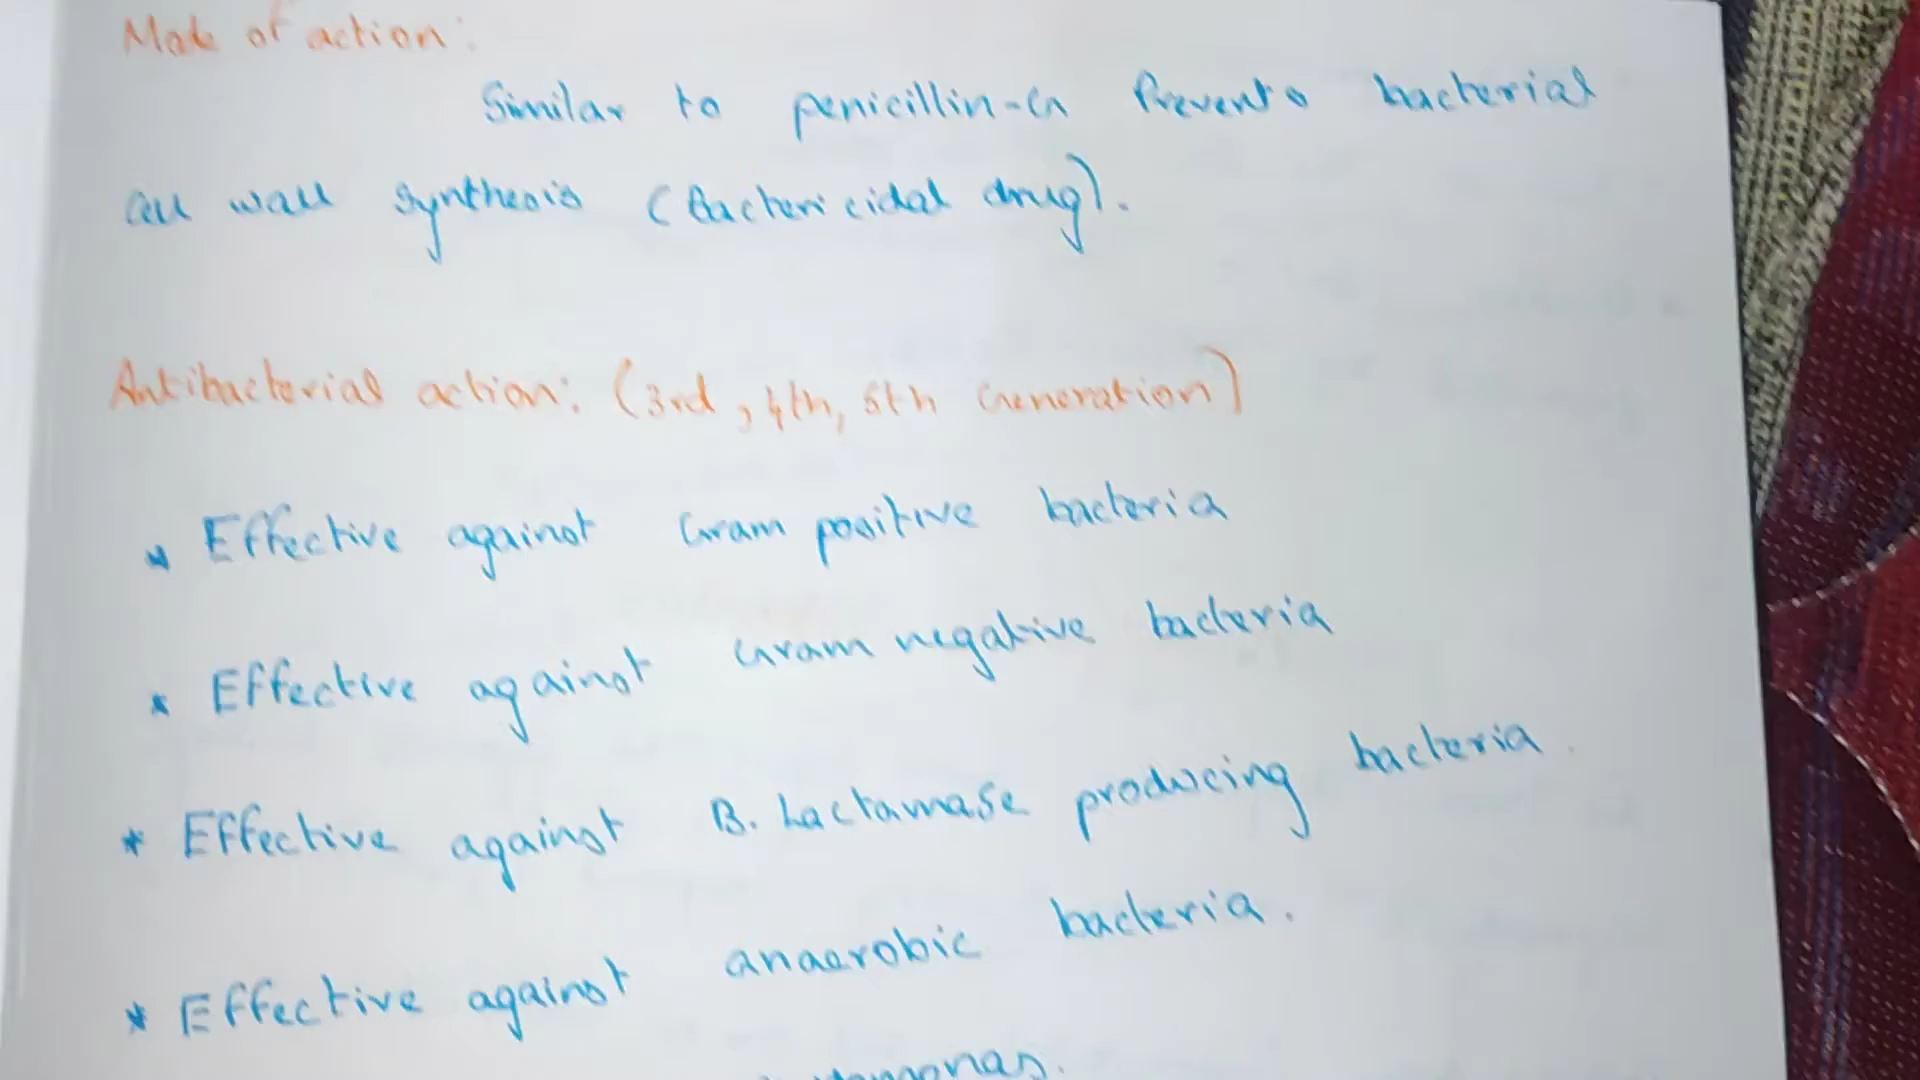 Mode of action:
Similar to penicillin-G Prevents bacterial
cell wall synthesis (Bactericidal drug).
Antibacterial action: (3rd, 4th, 5th Generation)
* Effective against Gram positive bacteria
* Effective against Gram negative bacteria
* Effective against B. Lactamase producing bacteria.
* Effective against anaerobic bacteria.